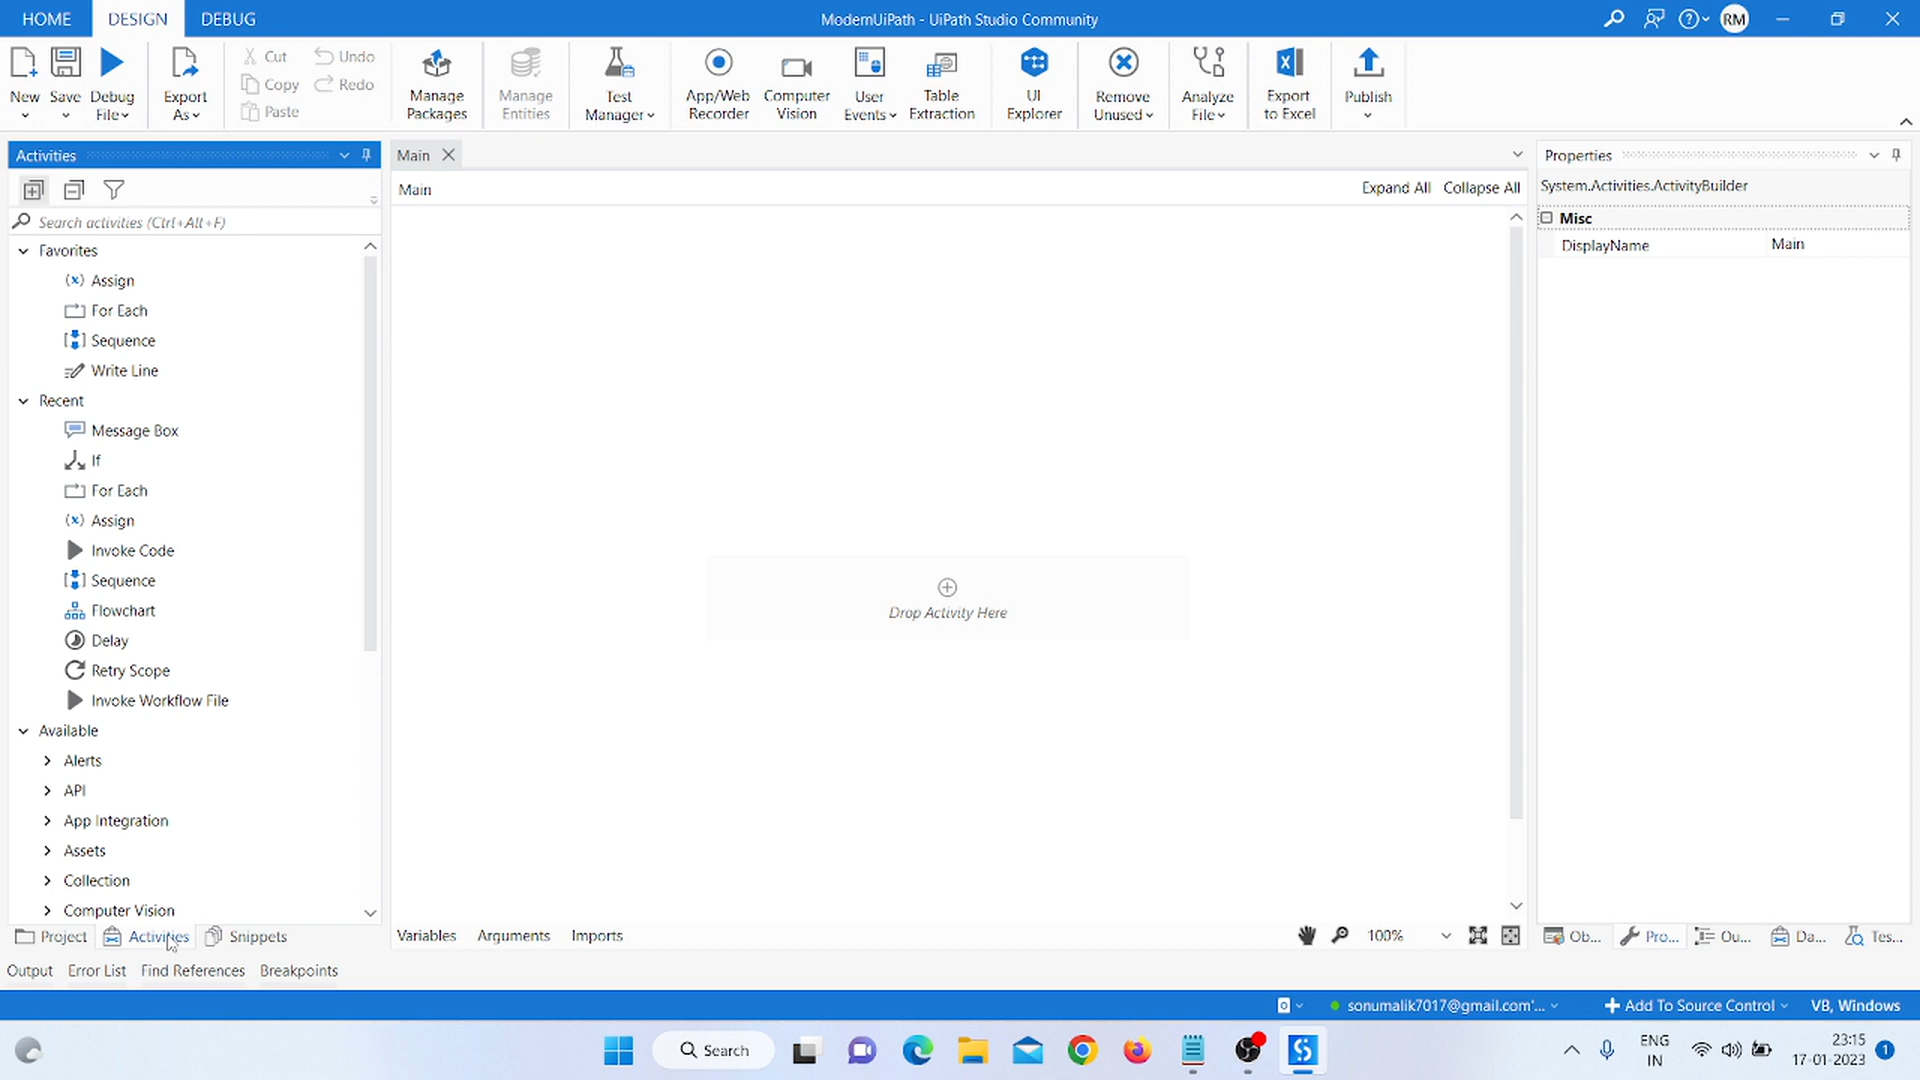 HOME DESIGN DEBUG ModernUiPath - UiPath Studio Community RM
New Save Debug File Export As Cut Copy Paste Undo Redo Manage Packages Manage Entities Test Manager App/Web Recorder Computer Vision User Events Table Extraction UI Explorer Remove Unused Analyze File Export to Excel Publish
Activities
Search activities (Ctrl+Alt+F)
Favorites
Assign
For Each
Sequence
Write Line
Recent
Message Box
If
For Each
Assign
Invoke Code
Sequence
Flowchart
Delay
Retry Scope
Invoke Workflow File
Available
Alerts
API
App Integration
Assets
Collection
Computer Vision
Project Activities Snippets
Main
Main Expand All Collapse All
Drop Activity Here
Variables Arguments Imports 100%
Properties
System.Activities.ActivityBuilder
Misc
DisplayName Main
Ob... Pro... Ou... Da... Tes...
Output Error List Find References Breakpoints
sonumalik7017@gmail.com'... Add To Source Control VB, Windows
Search ENG IN 23:15 17-01-2023 1